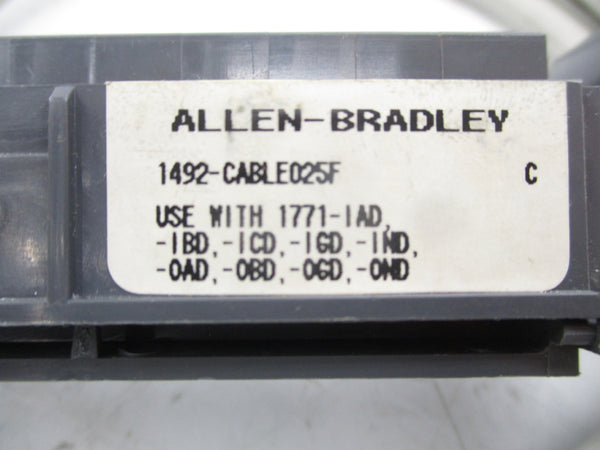 ALLEN-BRADLEY
1492-CABLE025F C
USE WITH 1771-IAD,
-IBD,-ICD,-IGD,-IND,
-OAD,-OBD,-OGD,-OND